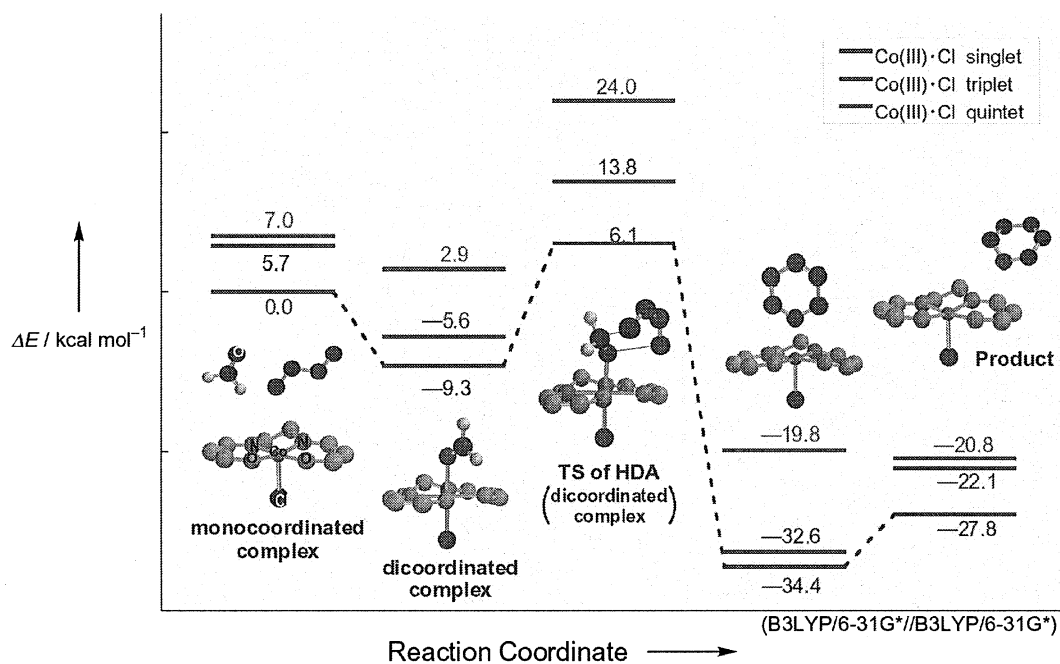 Co(III)·Cl singlet
Co(III)·Cl triplet
Co(III)·Cl quintet
24.0
13.8
6.1
7.0
5.7
0.0
2.9
—5.6
—9.3
ΔE / kcal mol⁻¹
O
N
N
Co
O
O
Cl
monocoordinated
complex
dicoordinated
complex
TS of HDA
(dicoordinated
complex)
Product
—19.8
—32.6
—34.4
—20.8
—22.1
—27.8
(B3LYP/6-31G*//B3LYP/6-31G*)
Reaction Coordinate